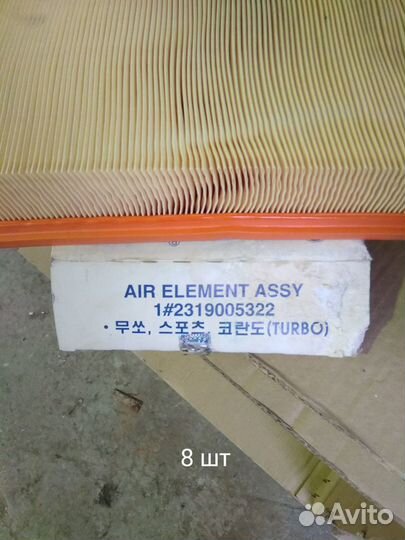 AIR ELEMENT ASSY
1#2319005322
• 무쏘, 스포츠, 코란도(TURBO)
8 шт
Avito